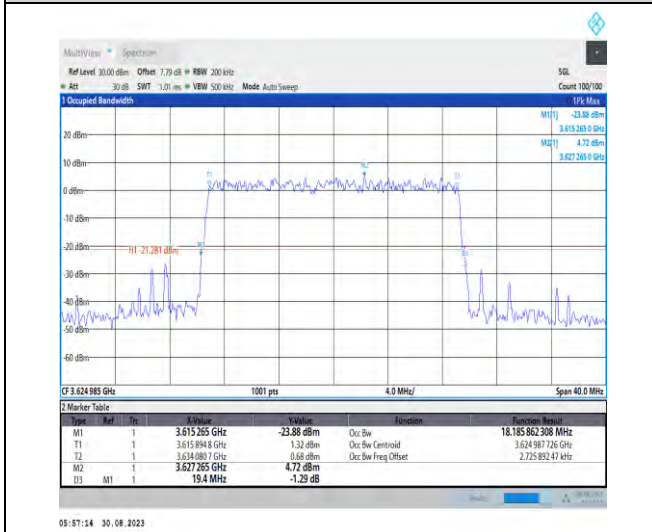 MultiView Spectrum
Ref Level 30.00 dBm Offset 7.79 dB RBW 200 kHz SGL
Att 30 dB SWT 1.01 ms VBW 500 kHz Mode Auto Sweep Count 100/100
1 Occupied Bandwidth 1Pk Max
M1[1] -23.88 dBm
3.615 265 0 GHz
M2[1] 4.72 dBm
3.627 265 0 GHz
20 dBm
10 dBm
0 dBm
-10 dBm
-20 dBm
H1 -21.281 dBm
-30 dBm
-40 dBm
-50 dBm
-60 dBm
T1
M2
T2
M1
D3
CF 3.624 985 GHz 1001 pts 4.0 MHz/ Span 40.0 MHz
2 Marker Table
Type Ref Trc X-Value Y-Value Function Function Result
M1 1 3.615 265 GHz -23.88 dBm Occ Bw 18.185 862 308 MHz
T1 1 3.615 894 8 GHz 1.32 dBm Occ Bw Centroid 3.624 987 726 GHz
T2 1 3.634 080 7 GHz 0.68 dBm Occ Bw Freq Offset 2.725 892 47 kHz
M2 1 3.627 265 GHz 4.72 dBm
D3 M1 1 19.4 MHz -1.29 dB
05:57:14 30.08.2023